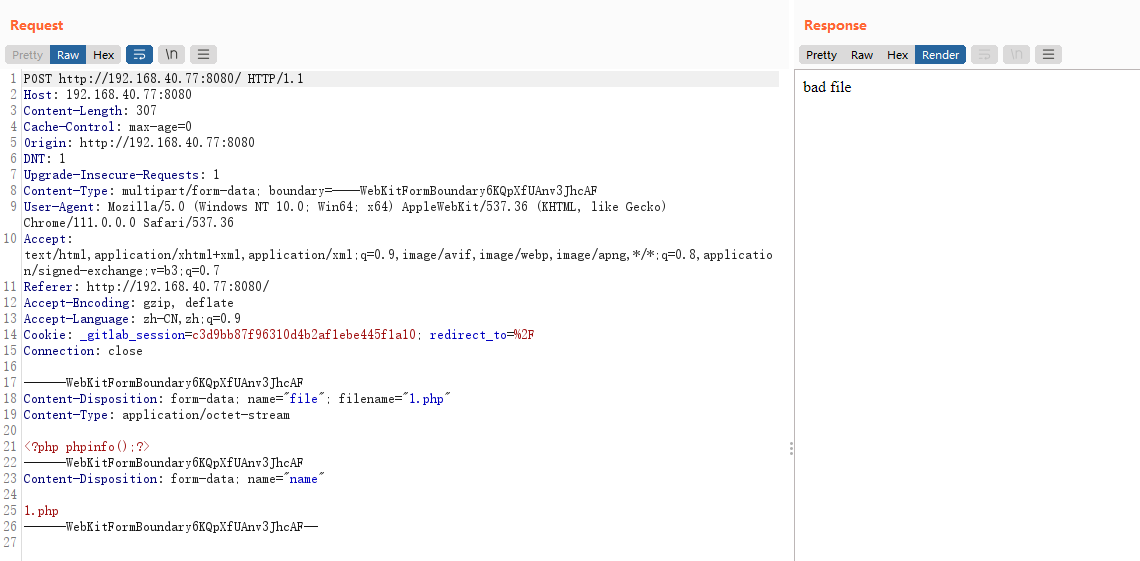 Request
Response
Pretty Raw Hex \n
Pretty Raw Hex Render \n
1 POST http://192.168.40.77:8080/ HTTP/1.1
2 Host: 192.168.40.77:8080
3 Content-Length: 307
4 Cache-Control: max-age=0
5 Origin: http://192.168.40.77:8080
6 DNT: 1
7 Upgrade-Insecure-Requests: 1
8 Content-Type: multipart/form-data; boundary=----WebKitFormBoundary6KQpXfUAnv3JhcAF
9 User-Agent: Mozilla/5.0 (Windows NT 10.0; Win64; x64) AppleWebKit/537.36 (KHTML, like Gecko)
Chrome/111.0.0.0 Safari/537.36
10 Accept:
text/html,application/xhtml+xml,application/xml;q=0.9,image/avif,image/webp,image/apng,*/*;q=0.8,applicatio
n/signed-exchange;v=b3;q=0.7
11 Referer: http://192.168.40.77:8080/
12 Accept-Encoding: gzip, deflate
13 Accept-Language: zh-CN,zh;q=0.9
14 Cookie: _gitlab_session=c3d9bb87f96310d4b2af1ebe445f1a10; redirect_to=%2F
15 Connection: close
16
17 ------WebKitFormBoundary6KQpXfUAnv3JhcAF
18 Content-Disposition: form-data; name="file"; filename="1.php"
19 Content-Type: application/octet-stream
20
21 <?php phpinfo();?>
22 ------WebKitFormBoundary6KQpXfUAnv3JhcAF
23 Content-Disposition: form-data; name="name"
24
25 1.php
26 ------WebKitFormBoundary6KQpXfUAnv3JhcAF--
27
bad file